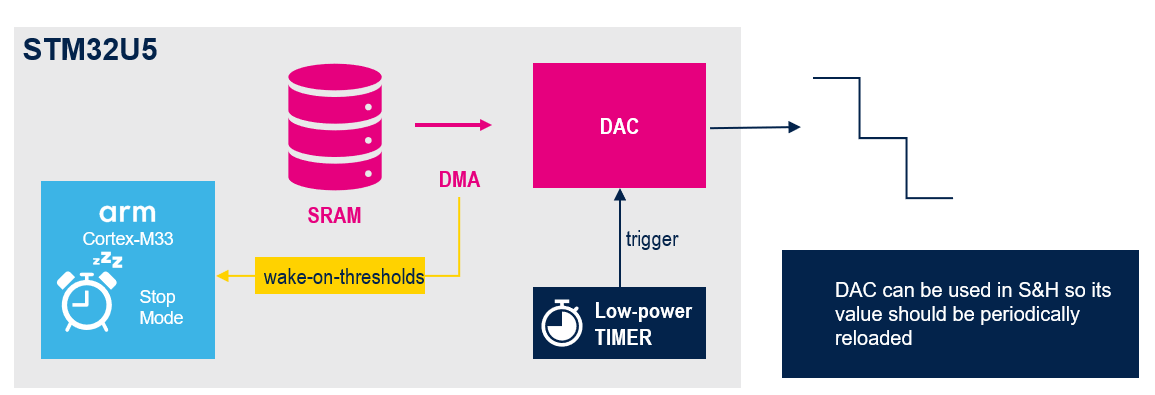 STM32U5
SRAM
DMA
DAC
arm
Cortex-M33
zzz
Stop
Mode
wake-on-thresholds
trigger
Low-power
TIMER
DAC can be used in S&H so its
value should be periodically
reloaded